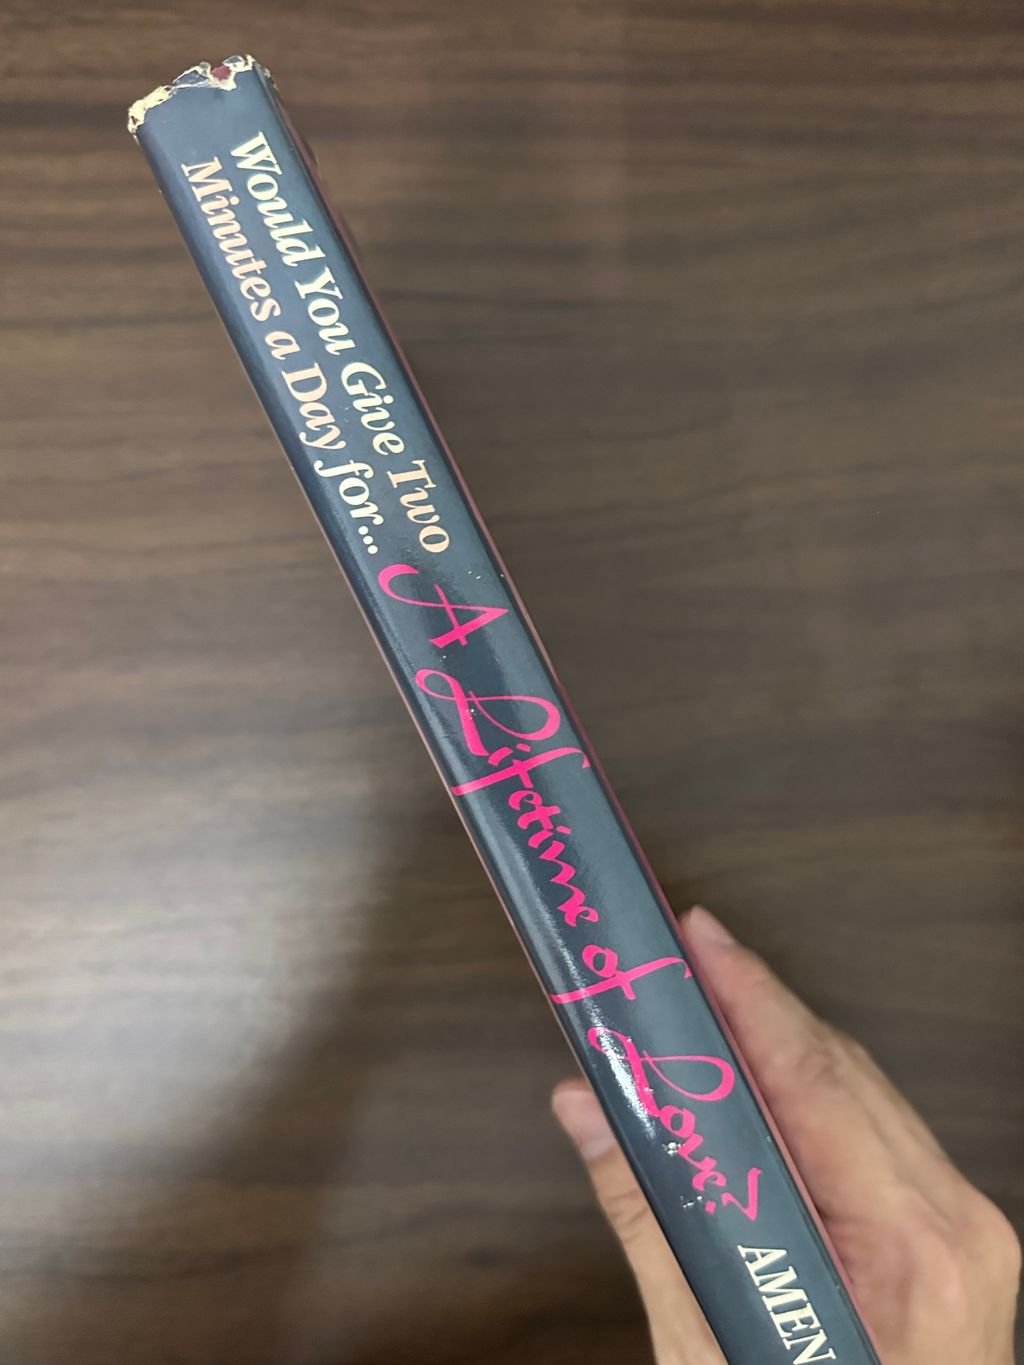 Would You Give Two
Minutes a Day for...
A Lifetime of Love?
AMEN